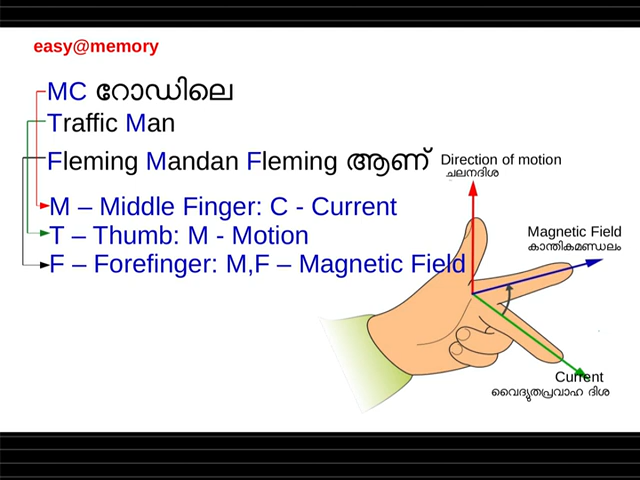 easy@memory
MC റോഡിലെ
Traffic Man
Fleming Mandan Fleming ആണ്
M – Middle Finger: C - Current
T – Thumb: M - Motion
F – Forefinger: M,F – Magnetic Field
Direction of motion
ചലനദിശ
Magnetic Field
കാന്തികമണ്ഡലം
Current
വൈദ്യുതപ്രവാഹ ദിശ